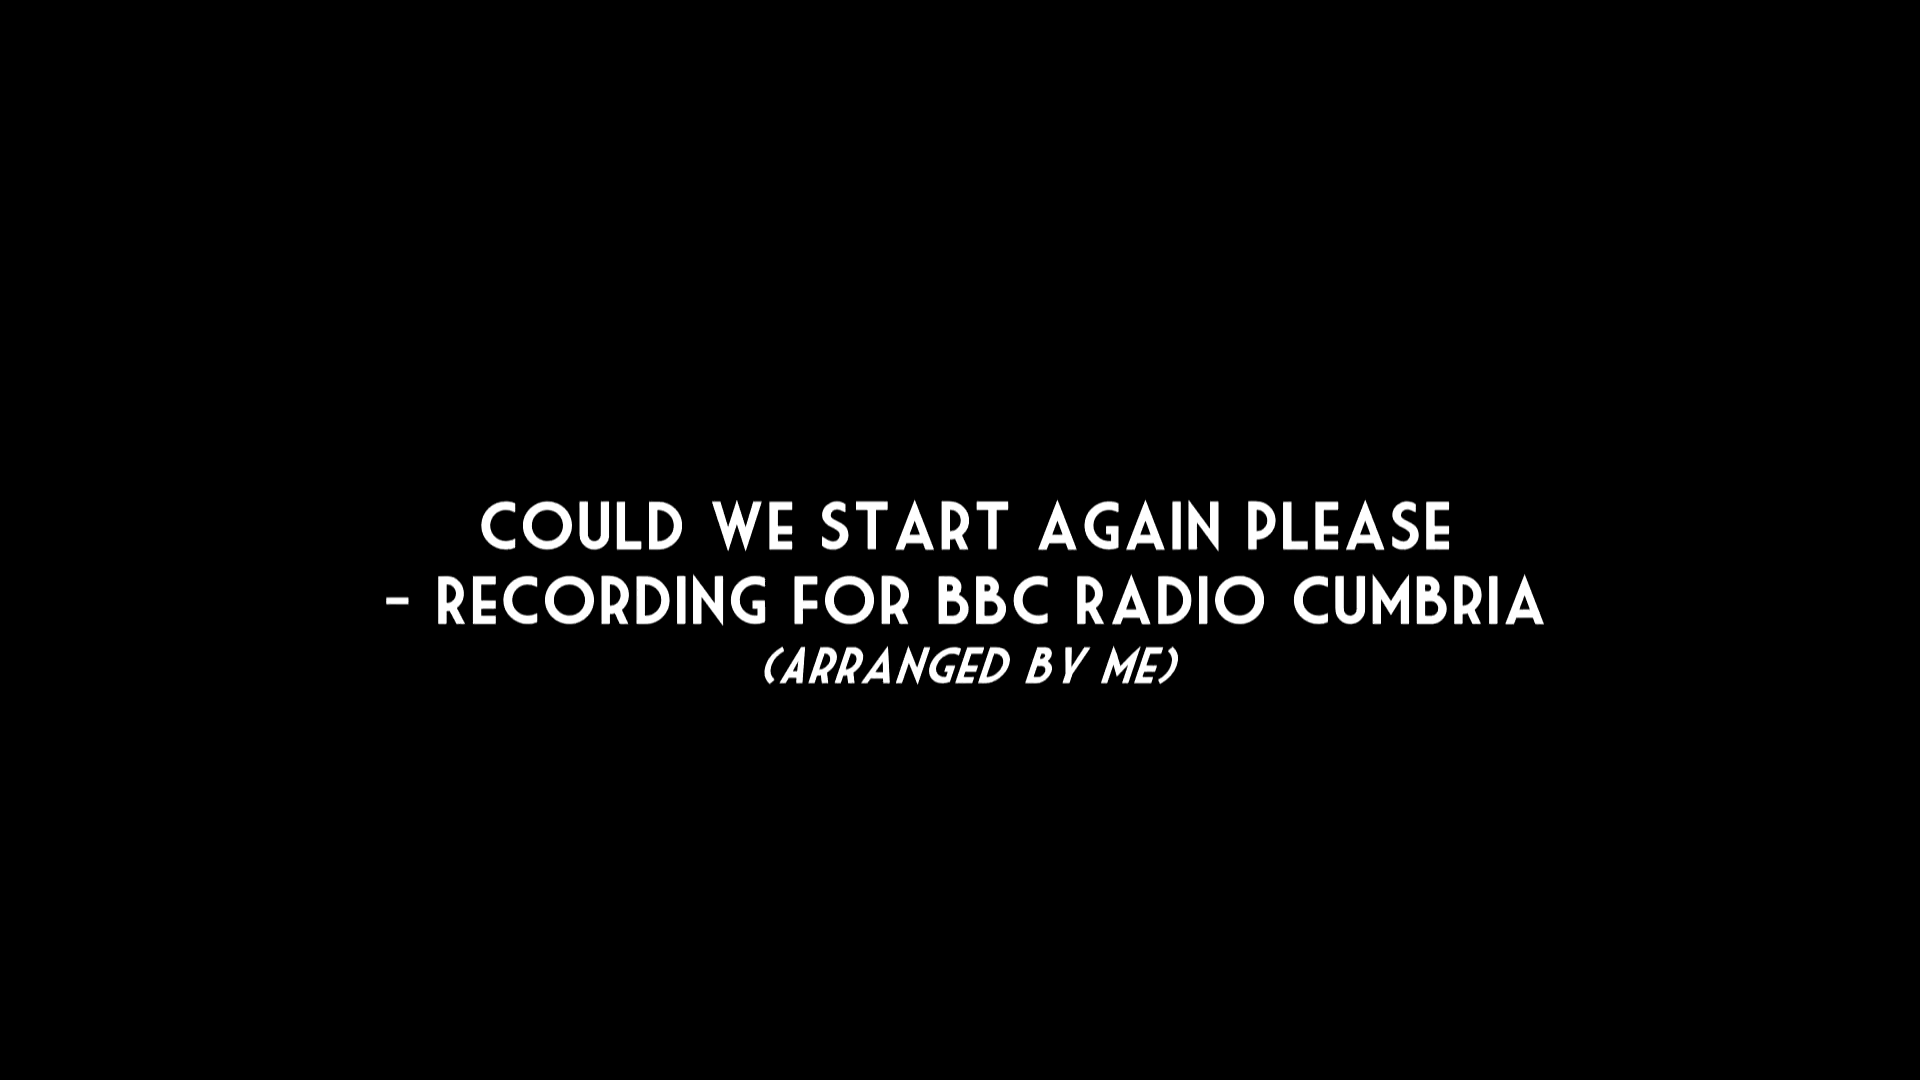 COULD WE START AGAIN PLEASE
- RECORDING FOR BBC RADIO CUMBRIA
(ARRANGED BY ME)